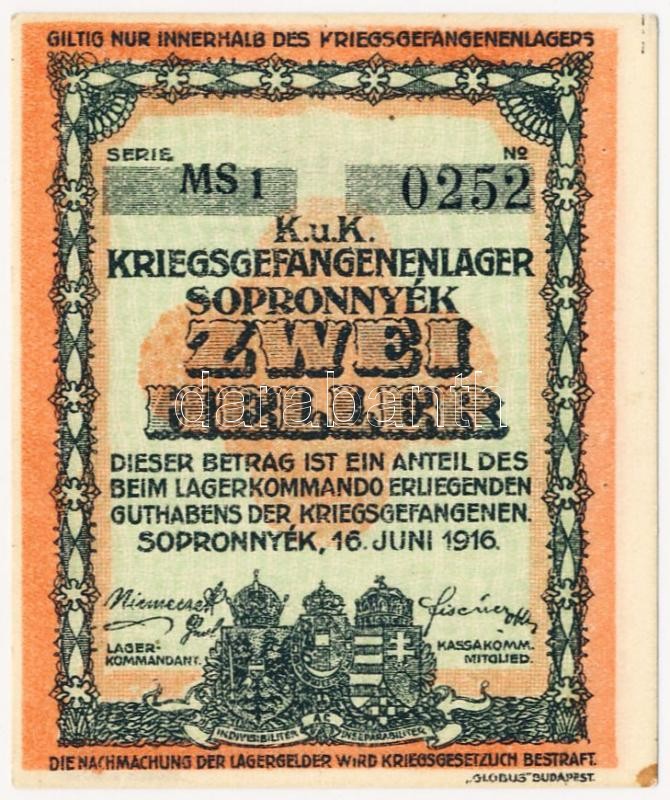 GILTIG NUR INNERHALB DES KRIEGSGEFANGENENLAGERS
SERIE No
MS 1 0252
K.u.K.
KRIEGSGEFANGENENLAGER
SOPRONNYÉK
ZWEI
HELLER
darabanth
DIESER BETRAG IST EIN ANTEIL DES
BEIM LAGERKOMMANDO ERLIEGENDEN
GUTHABENS DER KRIEGSGEFANGENEN.
SOPRONNYÉK, 16. JUNI 1916.
LAGER-
KOMMANDANT.
KASSAKOMM.
MITGLIED.
INDIVISIBILITER AC INSEPARABILITER
DIE NACHMACHUNG DER LAGERGELDER WIRD KRIEGSGESETZLICH BESTRAFT.
„GLOBUS" BUDAPEST.